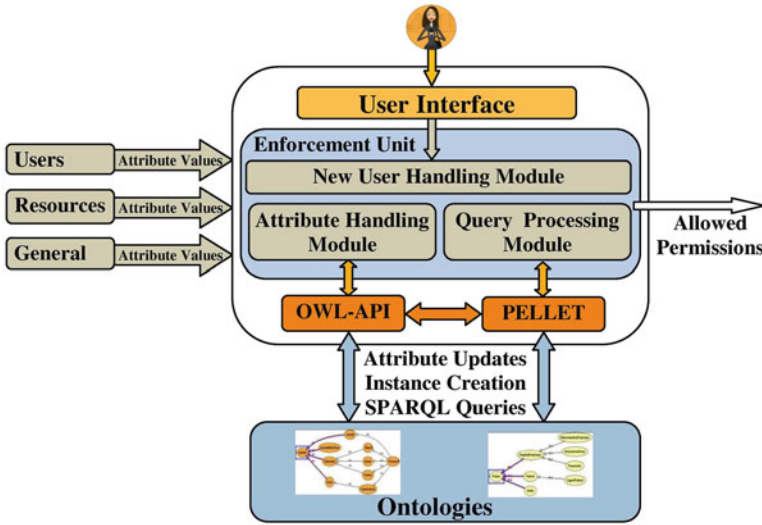 User Interface
Enforcement Unit
New User Handling Module
Attribute Handling
Module
Query Processing
Module
Users
Attribute Values
Resources
Attribute Values
General
Attribute Values
Allowed
Permissions
OWL-API
PELLET
Attribute Updates
Instance Creation
SPARQL Queries
Ontologies